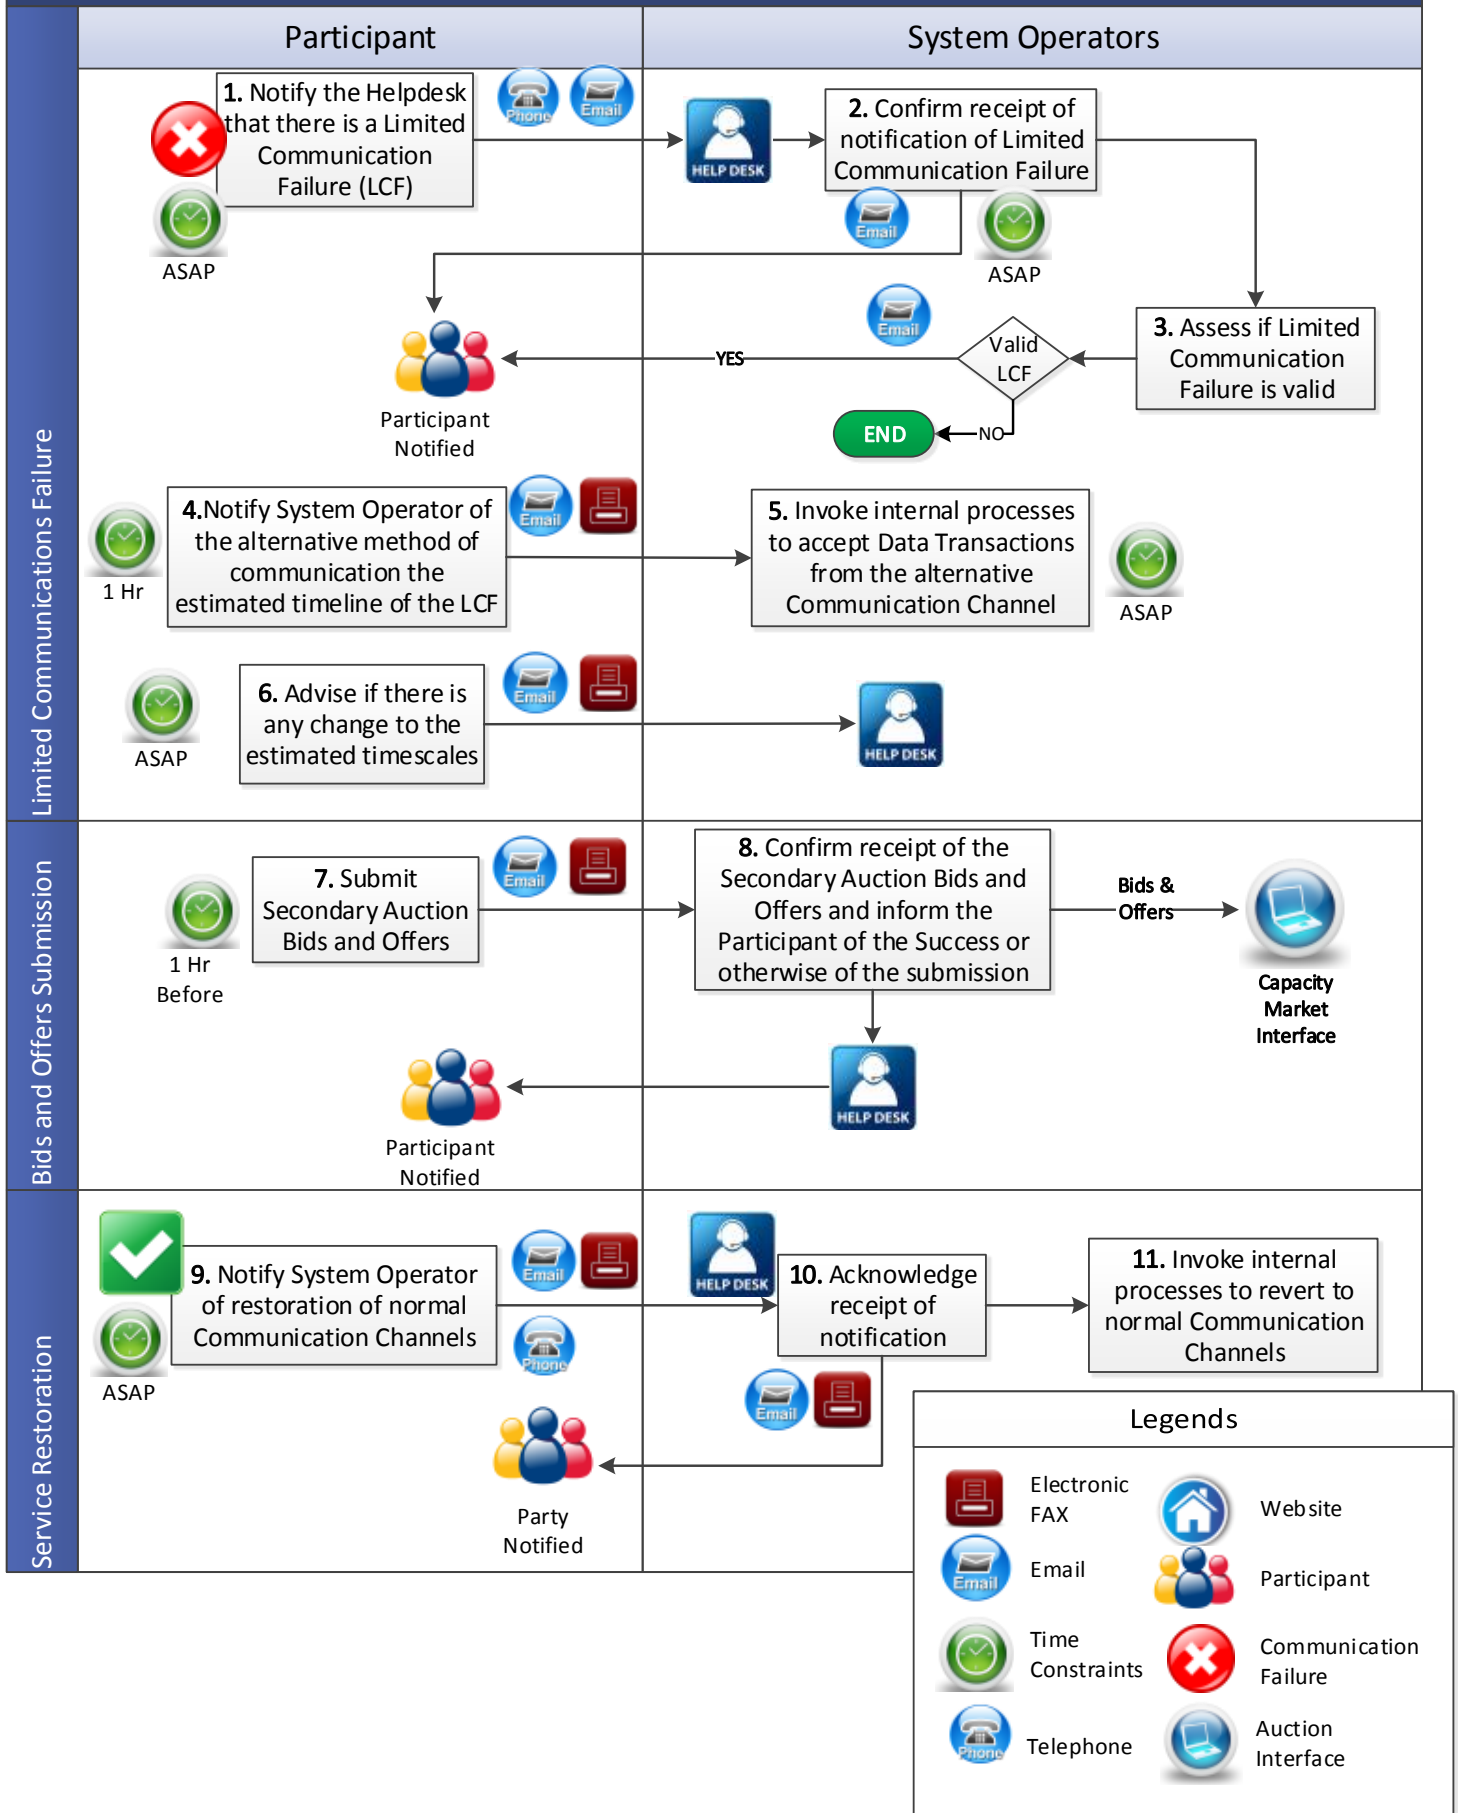 Participant
System Operators
Limited Communications Failure
1. Notify the Helpdesk
that there is a Limited
Communication
Failure (LCF)
Phone
Email
ASAP
HELP DESK
2. Confirm receipt of
notification of Limited
Communication Failure
Email
ASAP
Participant
Notified
YES
Email
Valid
LCF
NO
END
3. Assess if Limited
Communication
Failure is valid
1 Hr
4.Notify System Operator of
the alternative method of
communication the
estimated timeline of the LCF
Email
5. Invoke internal processes
to accept Data Transactions
from the alternative
Communication Channel
ASAP
ASAP
6. Advise if there is
any change to the
estimated timescales
Email
HELP DESK
Bids and Offers Submission
1 Hr
Before
7. Submit
Secondary Auction
Bids and Offers
Email
8. Confirm receipt of the
Secondary Auction Bids and
Offers and inform the
Participant of the Success or
otherwise of the submission
Bids &
Offers
Capacity
Market
Interface
HELP DESK
Participant
Notified
Service Restoration
ASAP
9. Notify System Operator
of restoration of normal
Communication Channels
Email
Phone
HELP DESK
10. Acknowledge
receipt of
notification
Email
11. Invoke internal
processes to revert to
normal Communication
Channels
Party
Notified
Legends
Electronic
FAX
Website
Email
Email
Participant
Time
Constraints
Communication
Failure
Phone
Telephone
Auction
Interface